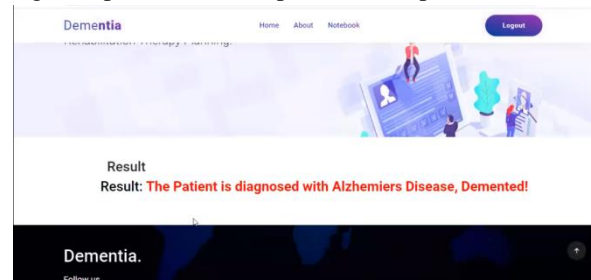 Dementia
Home About Notebook
Logout
Rehabilitation Therapy Planning.
Result
Result: The Patient is diagnosed with Alzhemiers Disease, Demented!
Dementia.
Follow us